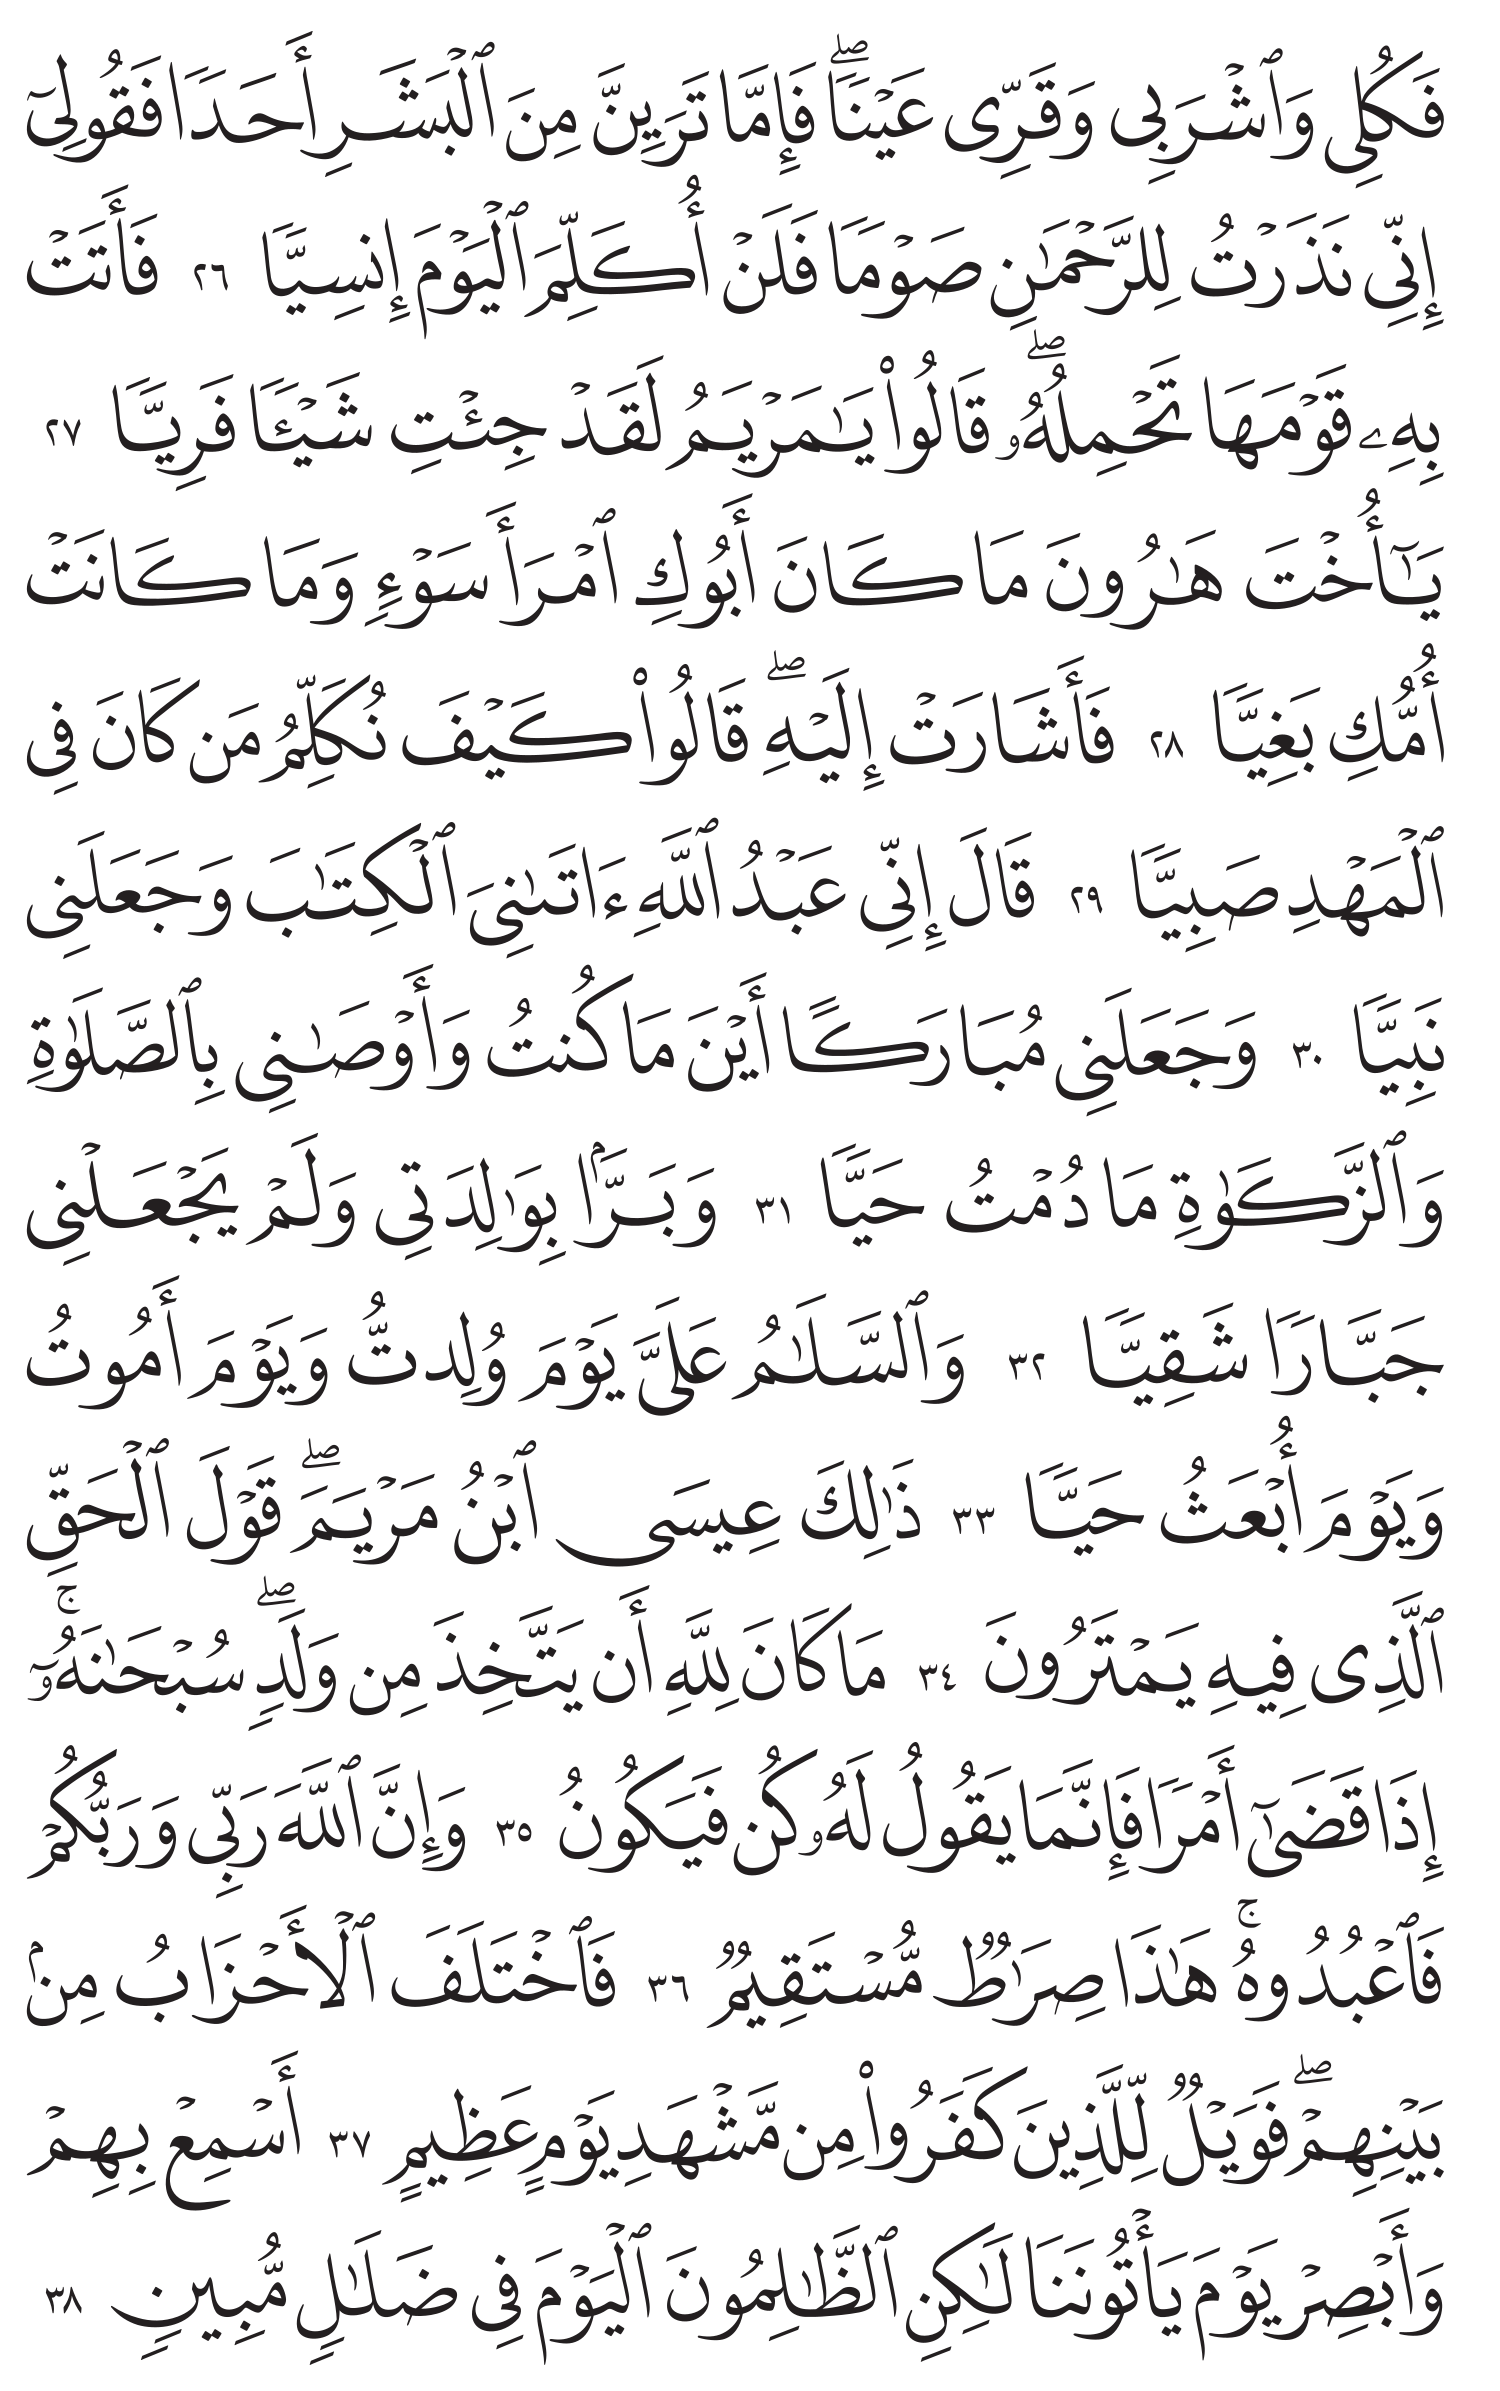 فَكُلِي وَٱشْرَبِي وَقَرِّي عَيْنًاۖ فَإِمَّا تَرَيِنَّ مِنَ ٱلْبَشَرِ أَحَدًا فَقُولِيٓ
إِنِّي نَذَرْتُ لِلرَّحْمَٰنِ صَوْمًا فَلَنْ أُكَلِّمَ ٱلْيَوْمَ إِنسِيًّا ٢٦ فَأَتَتْ
بِهِۦ قَوْمَهَا تَحْمِلُهُۥۖ قَالُوا۟ يَٰمَرْيَمُ لَقَدْ جِئْتِ شَيْـًٔا فَرِيًّا ٢٧
يَٰٓأُخْتَ هَٰرُونَ مَا كَانَ أَبُوكِ ٱمْرَأَ سَوْءٍ وَمَا كَانَتْ
أُمُّكِ بَغِيًّا ٢٨ فَأَشَارَتْ إِلَيْهِۖ قَالُوا۟ كَيْفَ نُكَلِّمُ مَن كَانَ فِي
ٱلْمَهْدِ صَبِيًّا ٢٩ قَالَ إِنِّي عَبْدُ ٱللَّهِ ءَاتَىٰنِيَ ٱلْكِتَٰبَ وَجَعَلَنِي
نَبِيًّا ٣٠ وَجَعَلَنِي مُبَارَكًا أَيْنَ مَا كُنتُ وَأَوْصَٰنِي بِٱلصَّلَوٰةِ
وَٱلزَّكَوٰةِ مَا دُمْتُ حَيًّا ٣١ وَبَرًّۢا بِوَٰلِدَتِي وَلَمْ يَجْعَلْنِي
جَبَّارًا شَقِيًّا ٣٢ وَٱلسَّلَٰمُ عَلَيَّ يَوْمَ وُلِدتُّ وَيَوْمَ أَمُوتُ
وَيَوْمَ أُبْعَثُ حَيًّا ٣٣ ذَٰلِكَ عِيسَى ٱبْنُ مَرْيَمَۖ قَوْلَ ٱلْحَقِّ
ٱلَّذِي فِيهِ يَمْتَرُونَ ٣٤ مَا كَانَ لِلَّهِ أَن يَتَّخِذَ مِن وَلَدٍۖ سُبْحَٰنَهُۥٓۚ
إِذَا قَضَىٰٓ أَمْرًا فَإِنَّمَا يَقُولُ لَهُۥ كُن فَيَكُونُ ٣٥ وَإِنَّ ٱللَّهَ رَبِّي وَرَبُّكُمْ
فَٱعْبُدُوهُۚ هَٰذَا صِرَٰطٌ مُّسْتَقِيمٌ ٣٦ فَٱخْتَلَفَ ٱلْأَحْزَابُ مِنۢ
بَيْنِهِمْۖ فَوَيْلٌ لِّلَّذِينَ كَفَرُوا۟ مِن مَّشْهَدِ يَوْمٍ عَظِيمٍ ٣٧ أَسْمِعْ بِهِمْ
وَأَبْصِرْ يَوْمَ يَأْتُونَنَا لَٰكِنِ ٱلظَّٰلِمُونَ ٱلْيَوْمَ فِي ضَلَٰلٍ مُّبِينٍ ٣٨